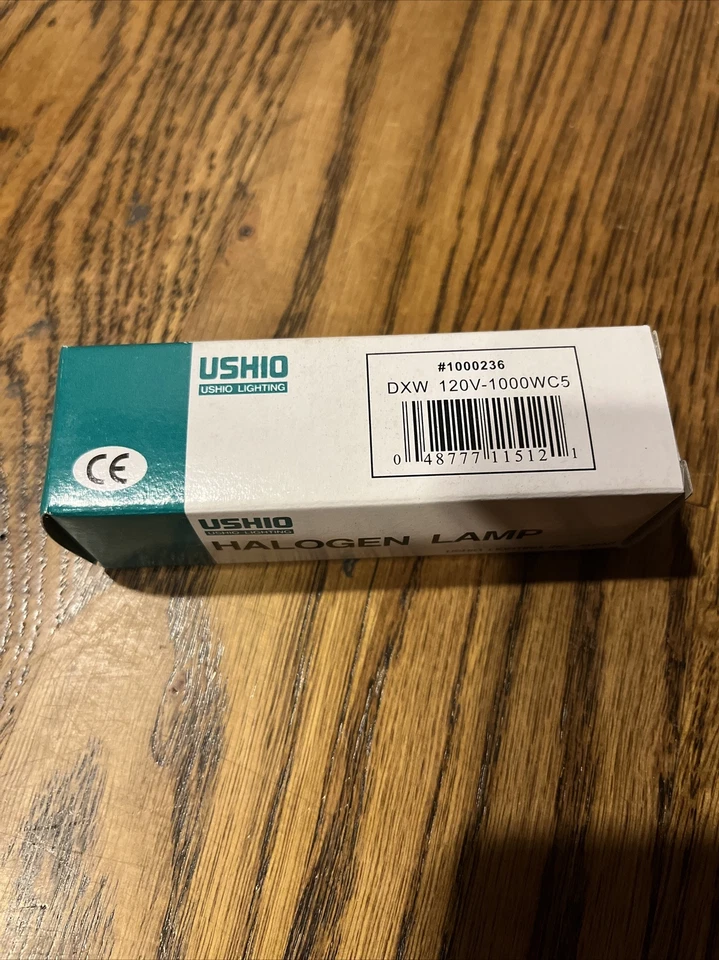 USHIO
USHIO LIGHTING
#1000236
DXW 120V-1000WC5
0 48777 11512 1
CE
USHIO
USHIO LIGHTING
HALOGEN LAMP